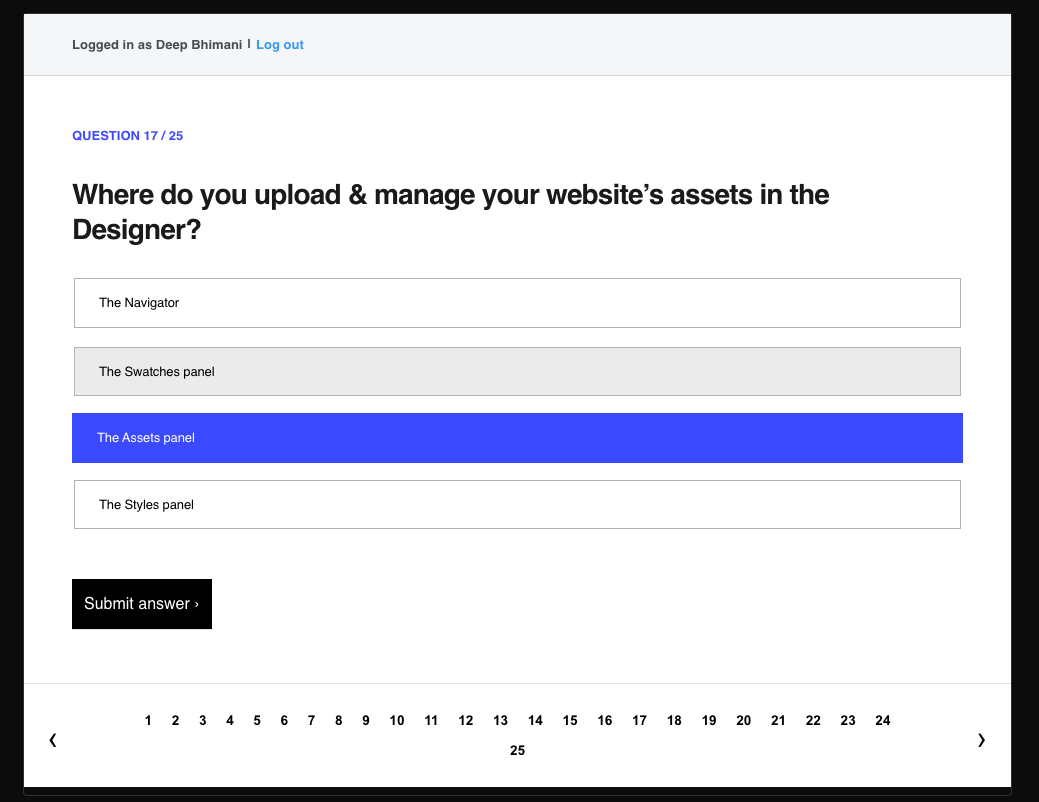 Logged in as Deep Bhimani | Log out
QUESTION 17 / 25
Where do you upload & manage your website’s assets in the
Designer?
The Navigator
The Swatches panel
The Assets panel
The Styles panel
Submit answer ›
1 2 3 4 5 6 7 8 9 10 11 12 13 14 15 16 17 18 19 20 21 22 23 24
‹ 25 ›